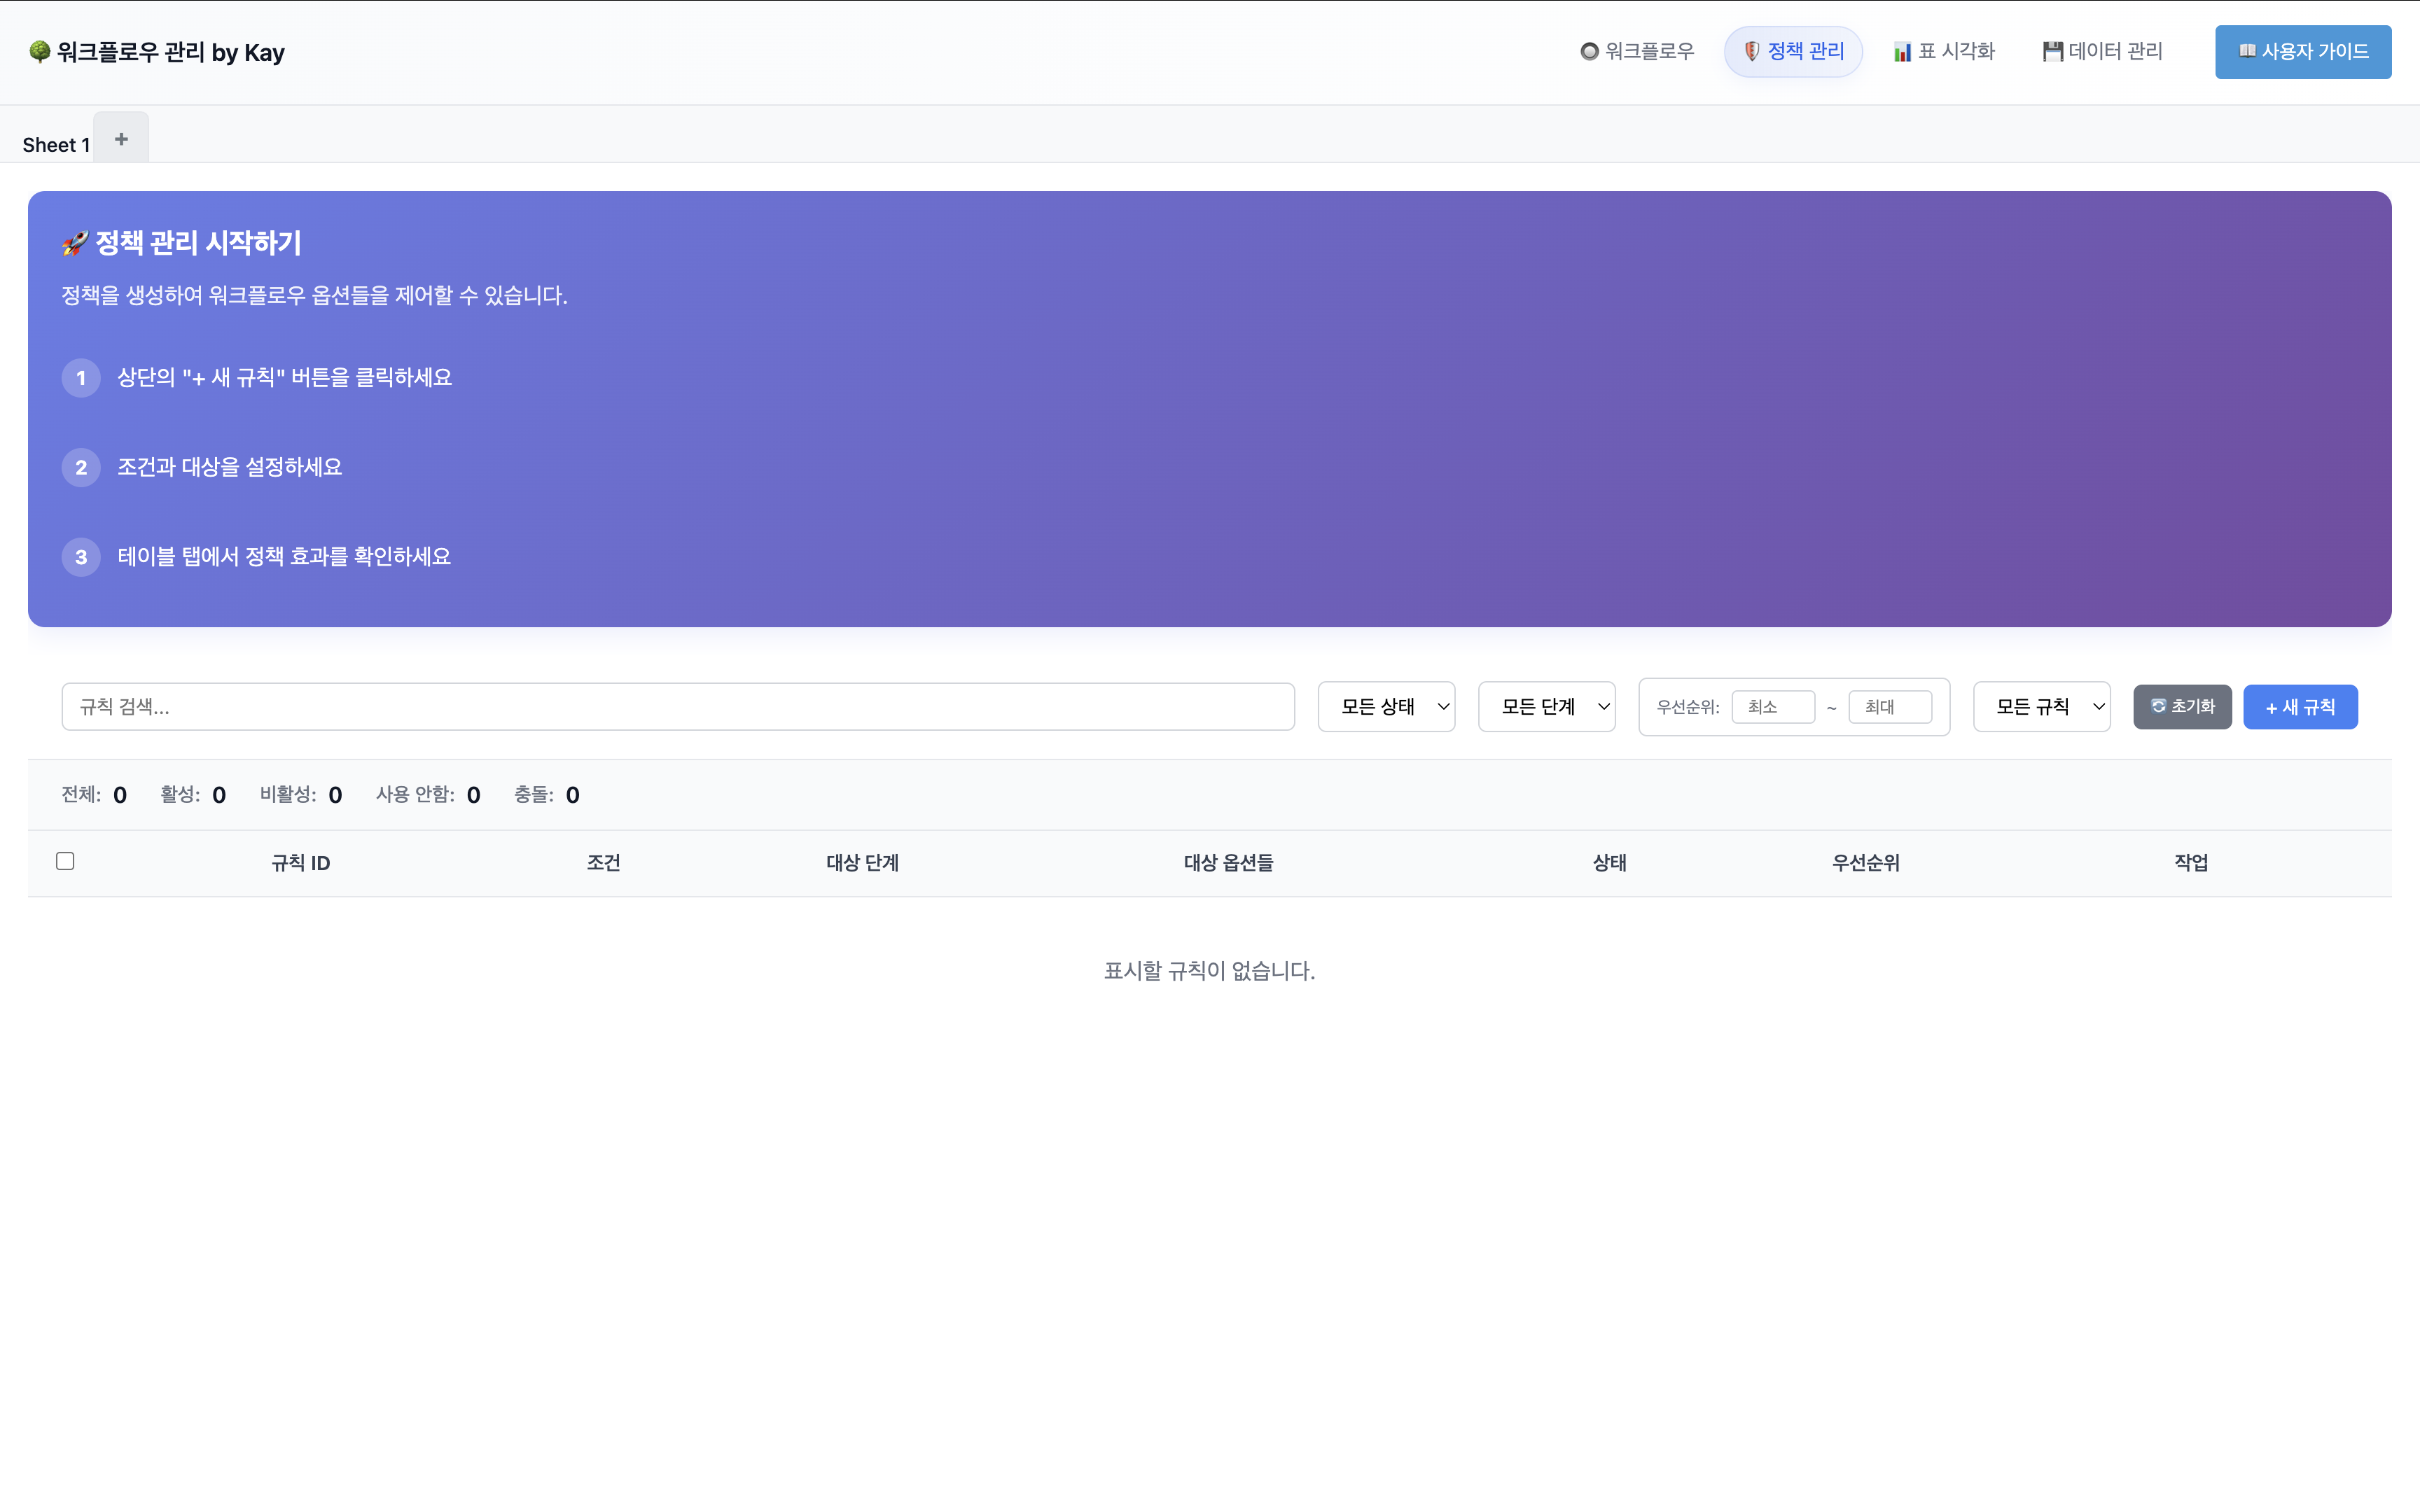 워크플로우 관리 by Kay
워크플로우
정책 관리
표 시각화
데이터 관리
사용자 가이드
Sheet 1
+
정책 관리 시작하기
정책을 생성하여 워크플로우 옵션들을 제어할 수 있습니다.
1 상단의 "+ 새 규칙" 버튼을 클릭하세요
2 조건과 대상을 설정하세요
3 테이블 탭에서 정책 효과를 확인하세요
규칙 검색... 모든 상태 모든 단계 우선순위: 최소 ~ 최대 모든 규칙 초기화 + 새 규칙
전체: 0 활성: 0 비활성: 0 사용 안함: 0 충돌: 0
규칙 ID 조건 대상 단계 대상 옵션들 상태 우선순위 작업
표시할 규칙이 없습니다.